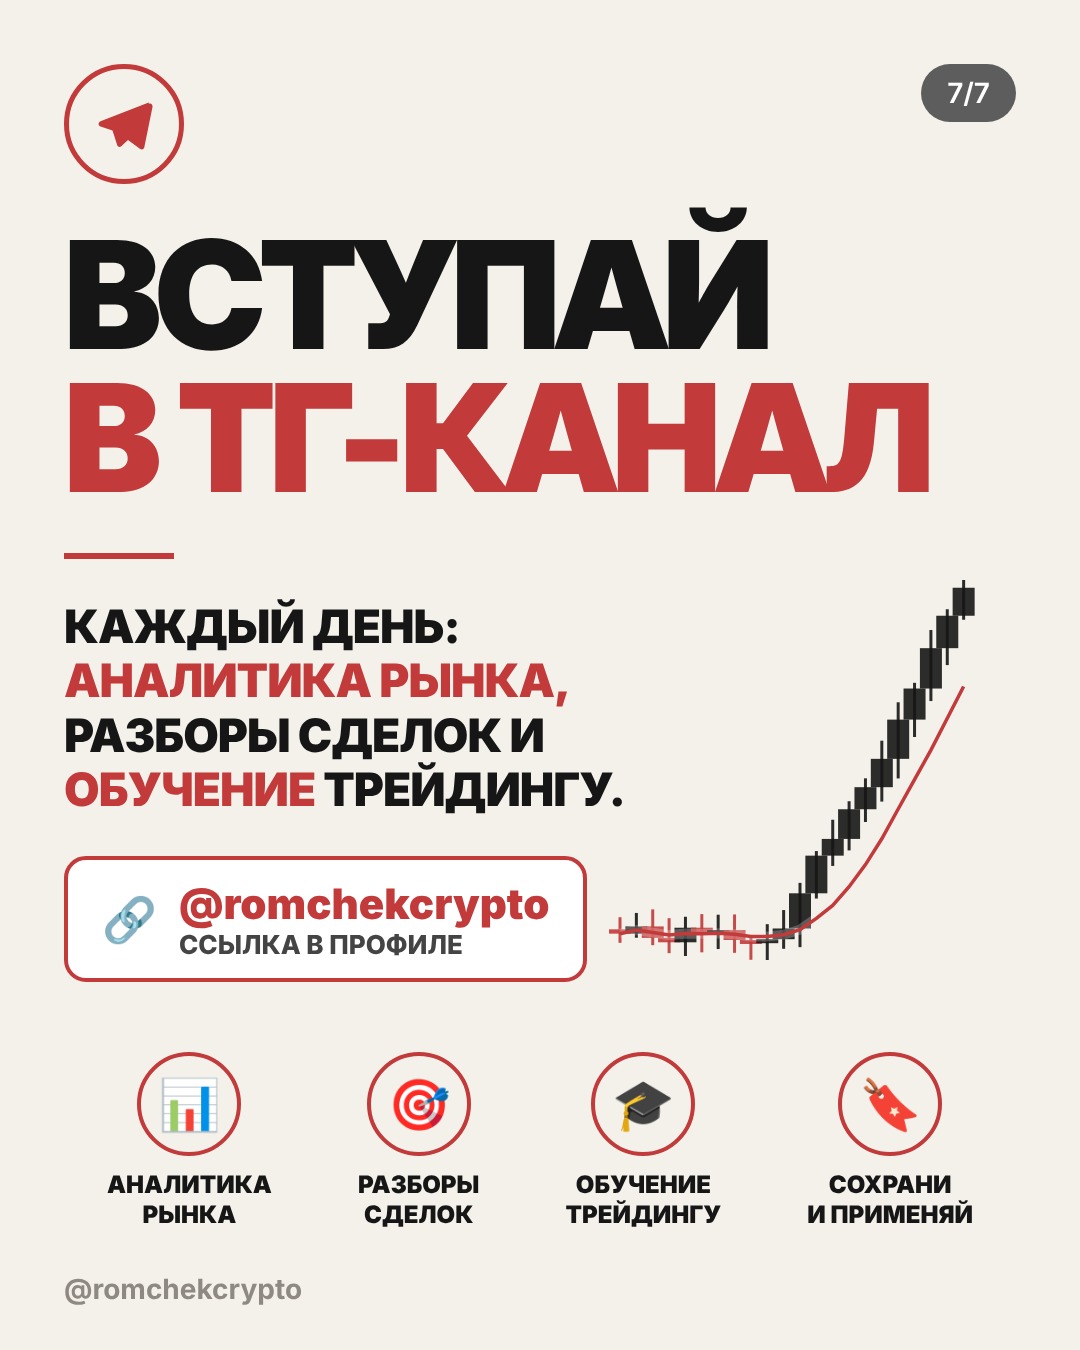 7/7
ВСТУПАЙ
В ТГ-КАНАЛ
КАЖДЫЙ ДЕНЬ:
АНАЛИТИКА РЫНКА,
РАЗБОРЫ СДЕЛОК И
ОБУЧЕНИЕ ТРЕЙДИНГУ.
@romchekcrypto
ССЫЛКА В ПРОФИЛЕ
АНАЛИТИКА
РЫНКА
РАЗБОРЫ
СДЕЛОК
ОБУЧЕНИЕ
ТРЕЙДИНГУ
СОХРАНИ
И ПРИМЕНЯЙ
@romchekcrypto